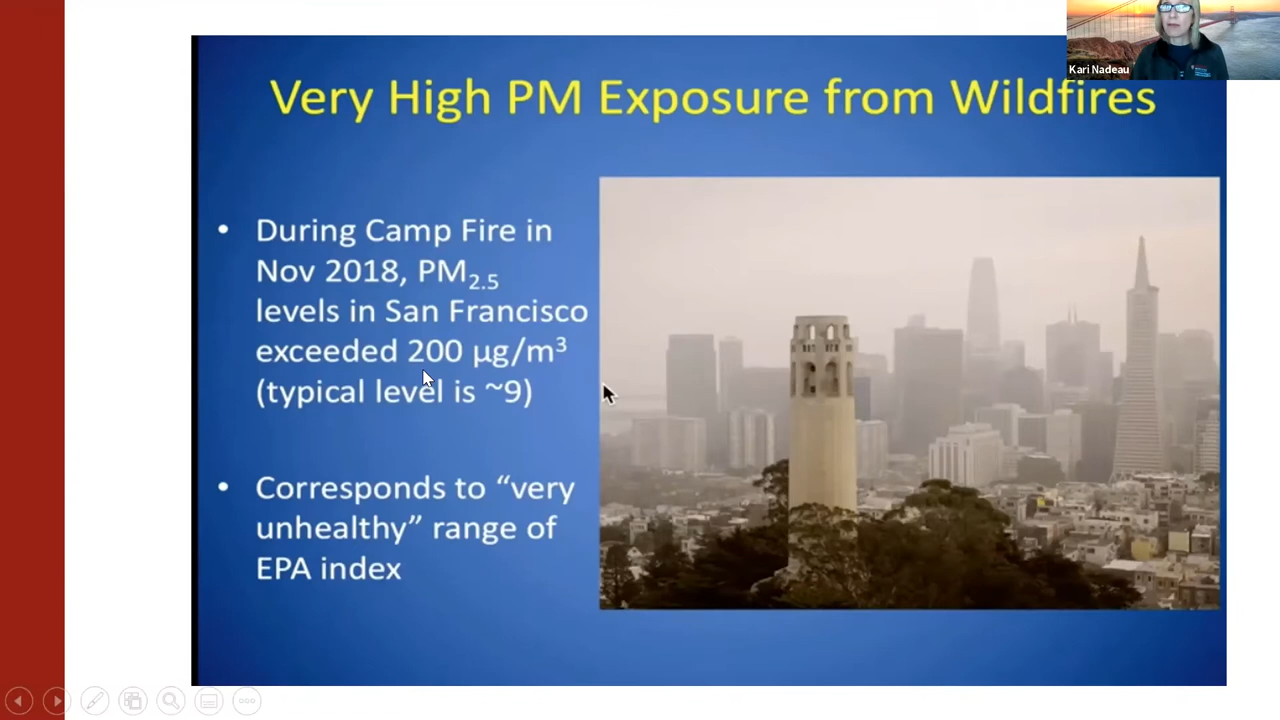 Kari Nadeau
Very High PM Exposure from Wildfires
• During Camp Fire in
Nov 2018, PM2.5
levels in San Francisco
exceeded 200 µg/m³
(typical level is ~9)
• Corresponds to “very
unhealthy” range of
EPA index